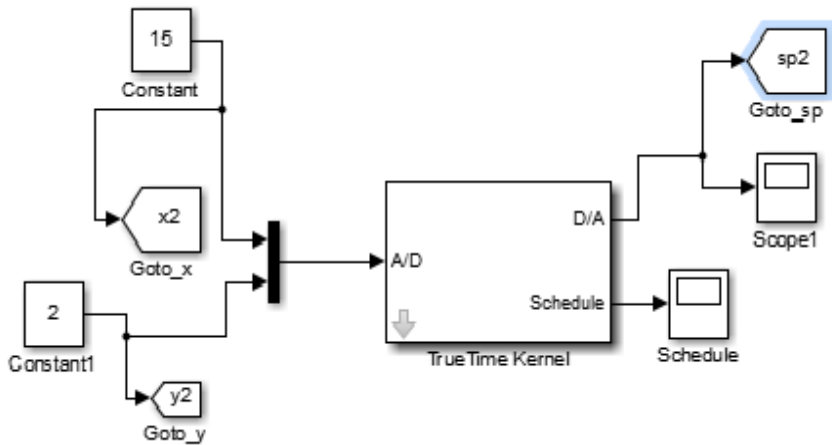 15
Constant
sp2
Goto_sp
x2
Goto_x
D/A
Scope1
A/D
2
Constant1
Schedule
TrueTime Kernel
Schedule
y2
Goto_y